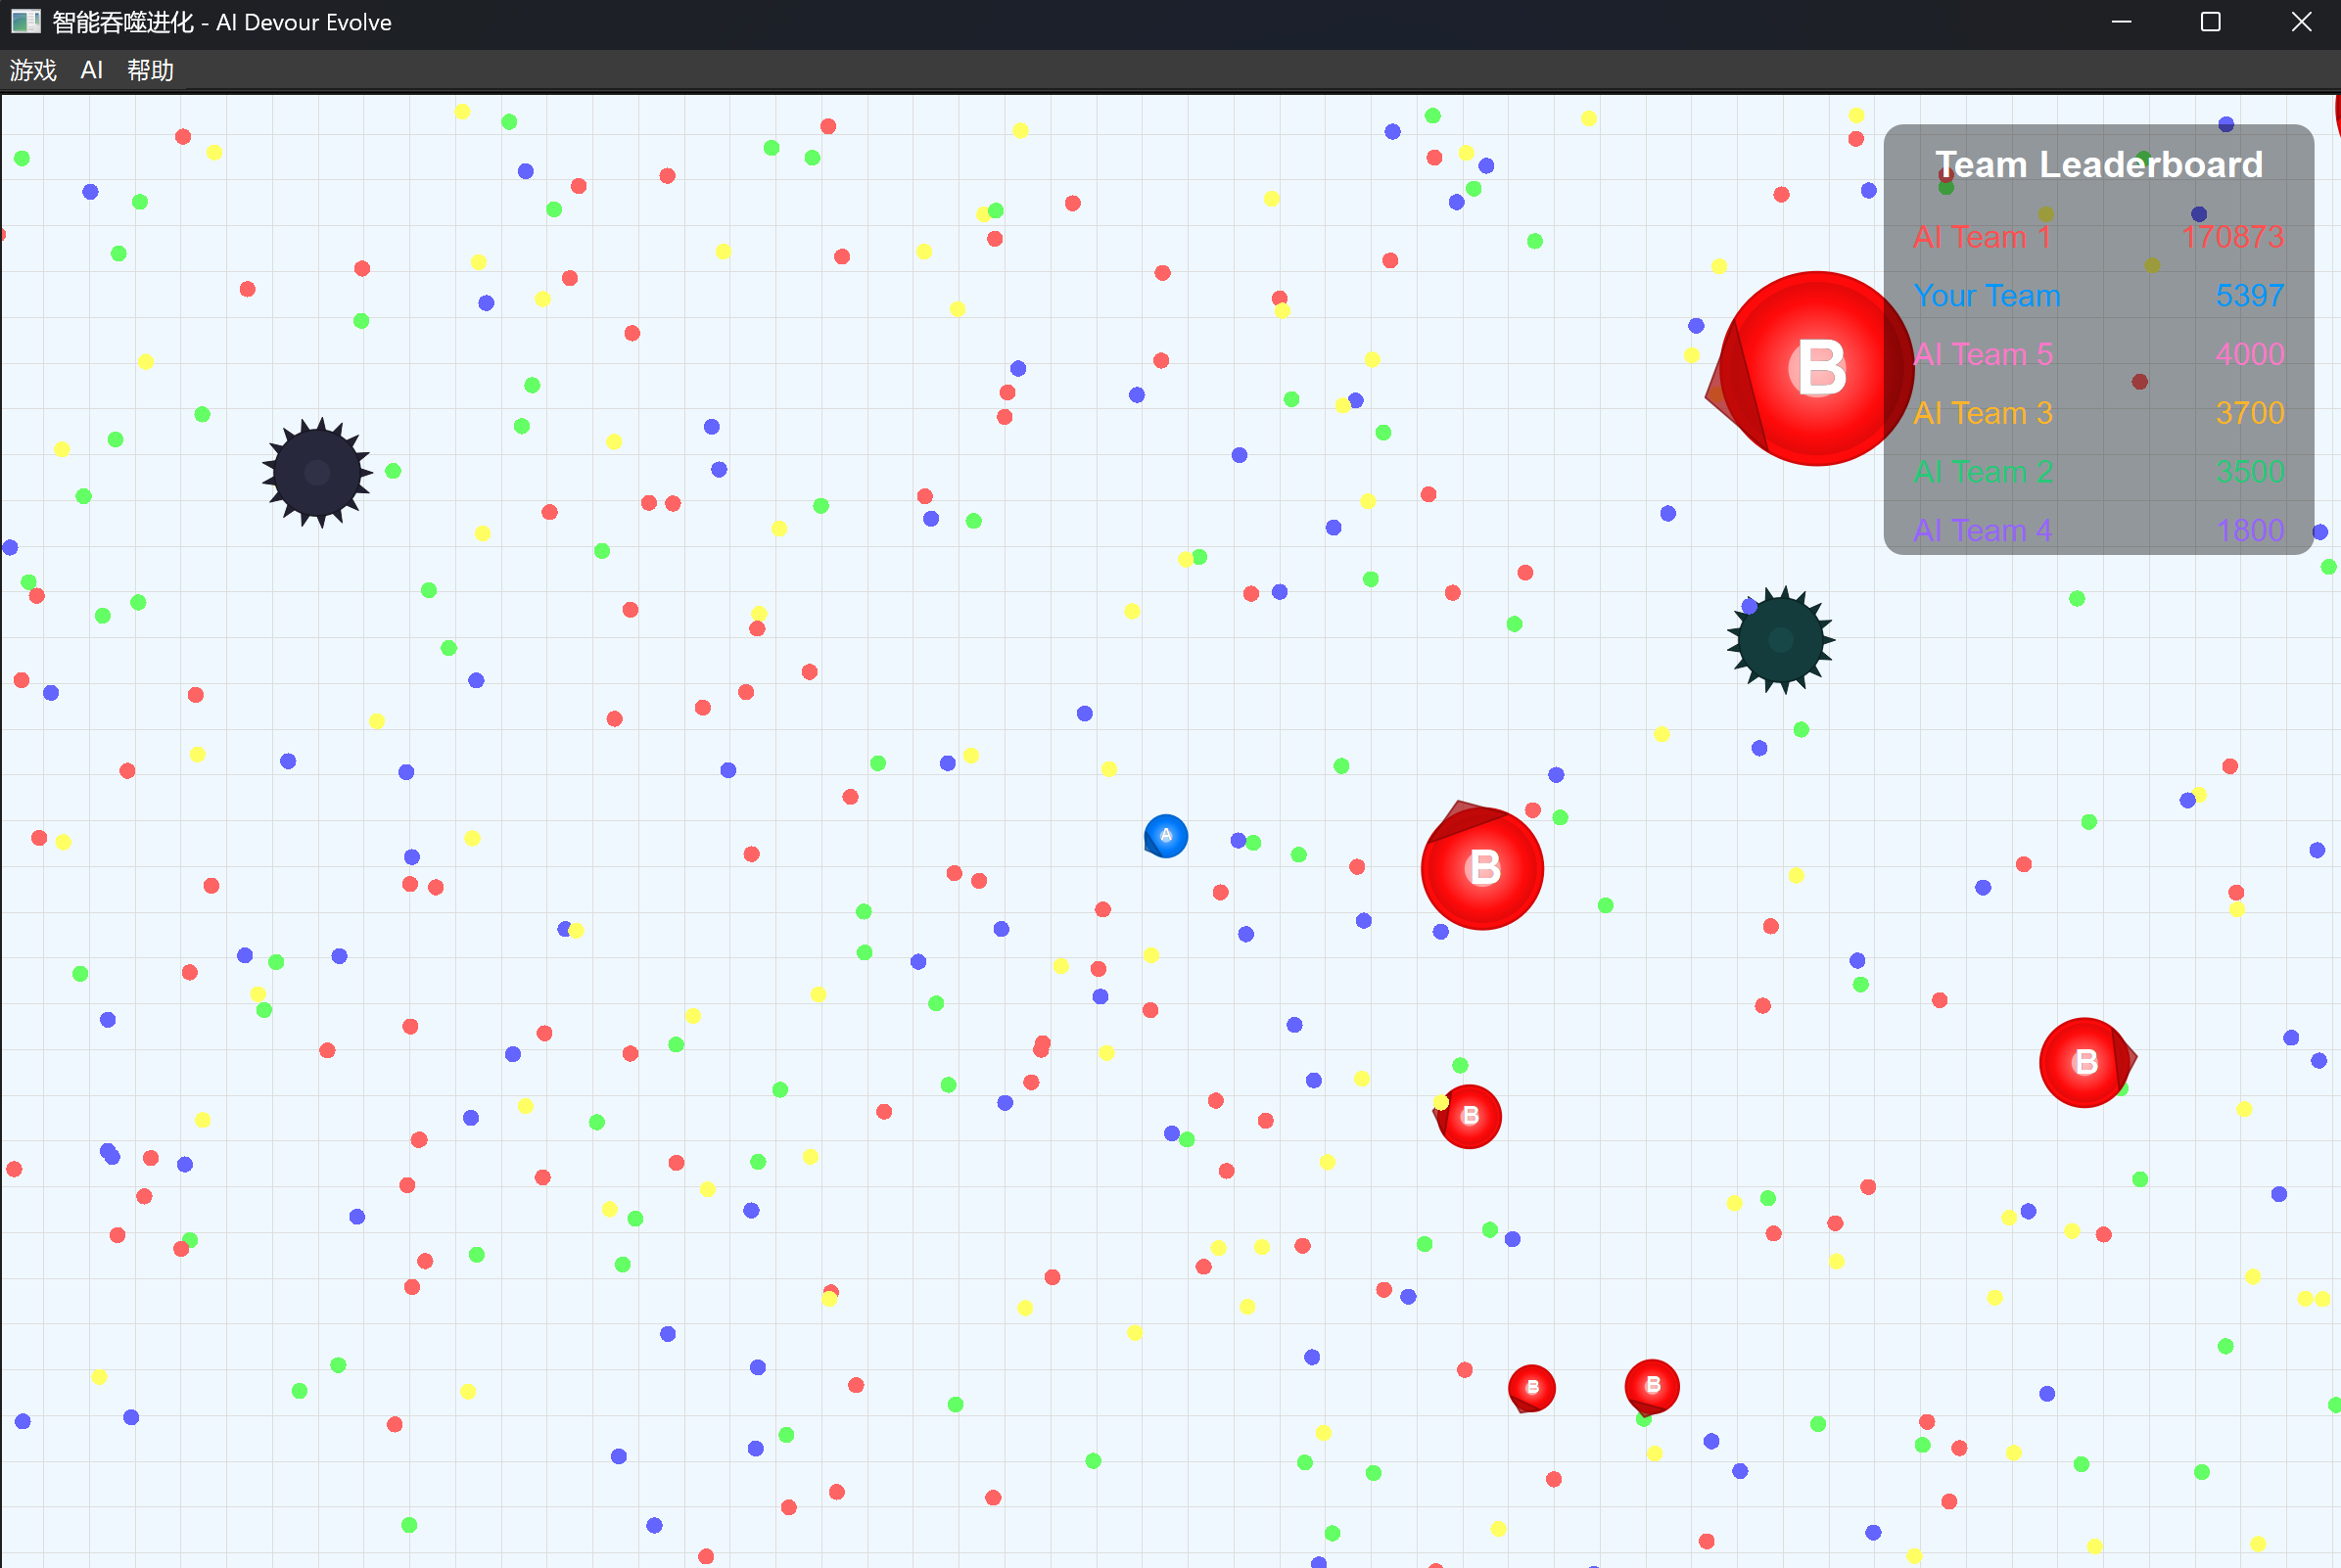 智能吞噬进化 - AI Devour Evolve
游戏 AI 帮助
Team Leaderboard
AI Team 1 170873
Your Team 5397
AI Team 5 4000
AI Team 3 3700
AI Team 2 3500
AI Team 4 1800
B
A
B
B
B
B
B